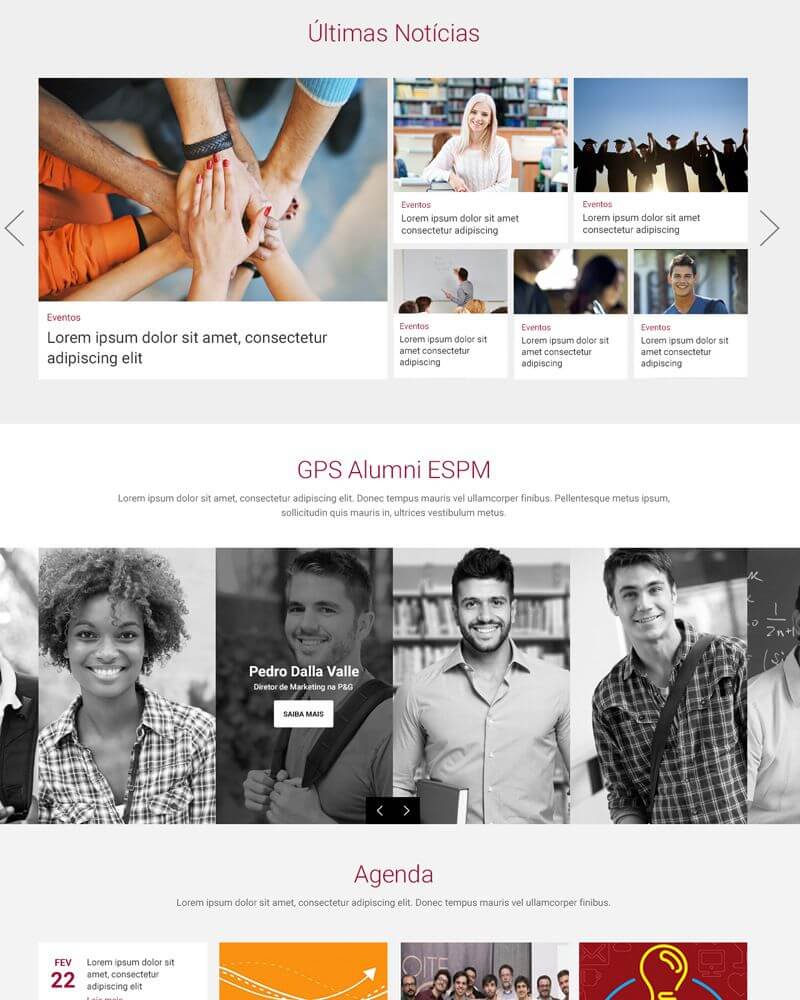 Últimas Notícias
Eventos
Lorem ipsum dolor sit amet, consectetur
adipiscing elit
Eventos
Lorem ipsum dolor sit amet
consectetur adipiscing
Eventos
Lorem ipsum dolor sit amet
consectetur adipiscing
Eventos
Lorem ipsum dolor sit
amet consectetur
adipiscing
Eventos
Lorem ipsum dolor sit
amet consectetur
adipiscing
Eventos
Lorem ipsum dolor sit
amet consectetur
adipiscing
GPS Alumni ESPM
Lorem ipsum dolor sit amet, consectetur adipiscing elit. Donec tempus mauris vel ullamcorper finibus. Pellentesque metus ipsum,
sollicitudin quis mauris in, ultrices vestibulum metus.
Pedro Dalla Valle
Diretor de Marketing na P&G
SAIBA MAIS
Agenda
Lorem ipsum dolor sit amet, consectetur adipiscing elit. Donec tempus mauris vel ullamcorper finibus.
FEV
22
Lorem ipsum dolor sit
amet, consectetur
adipiscing elit
Leia mais